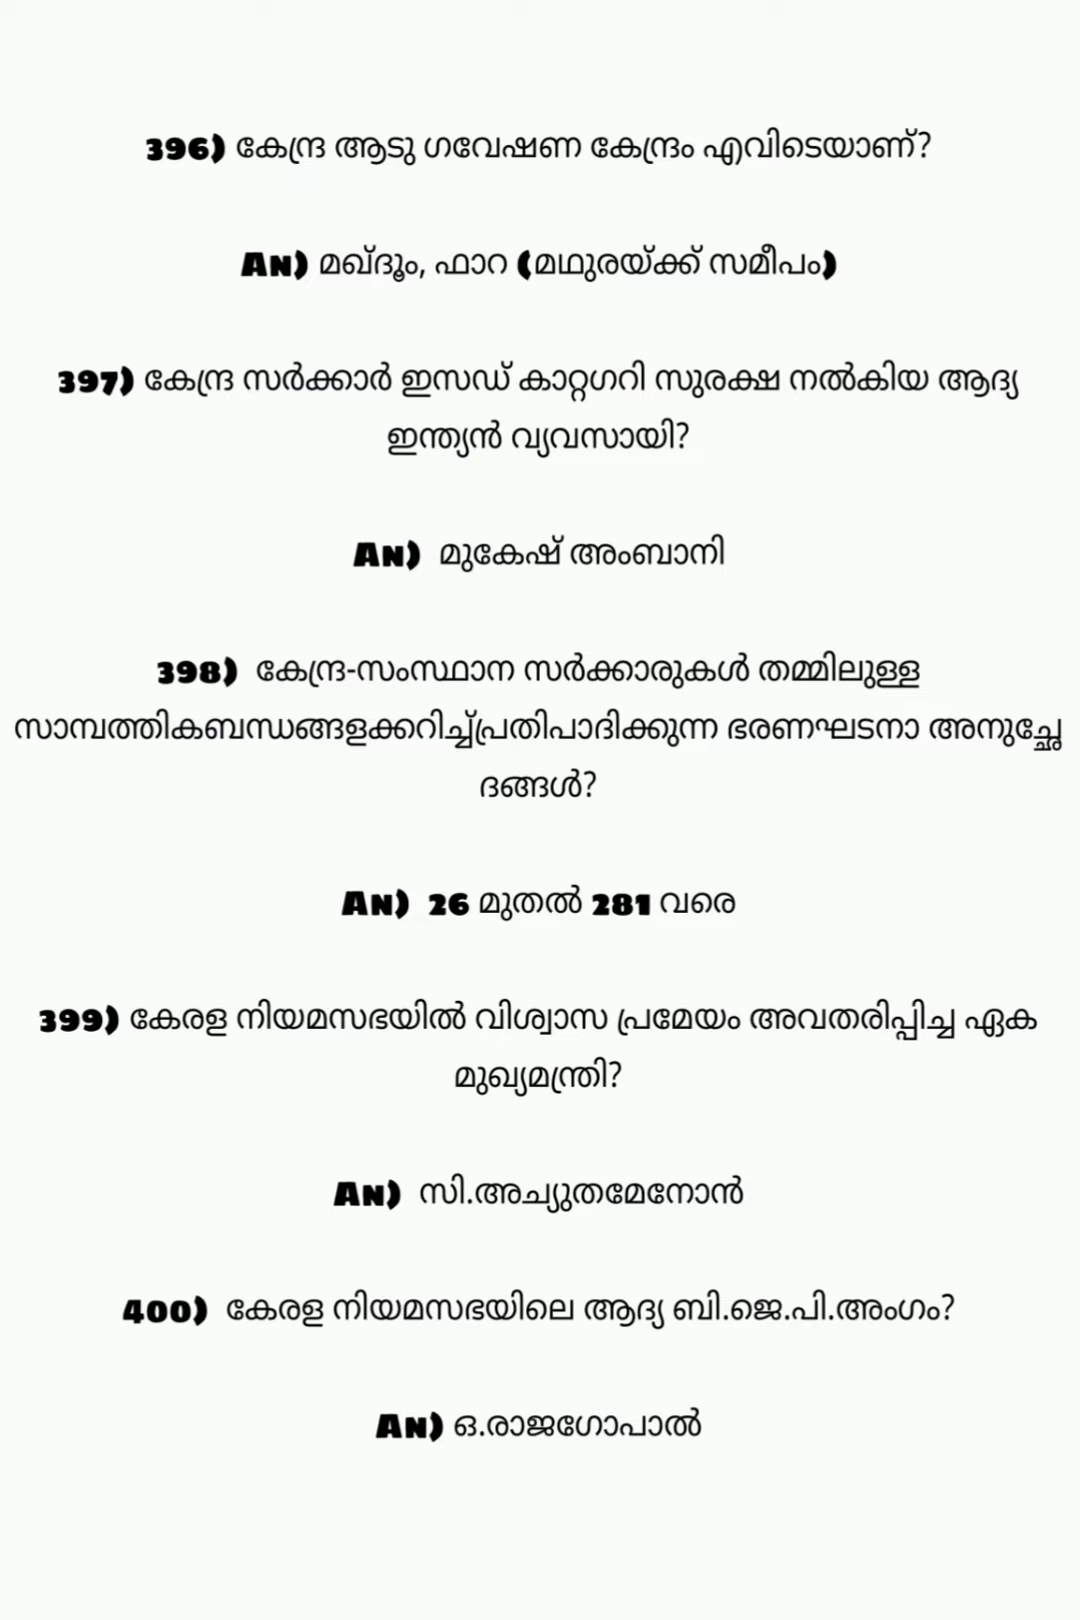 396) കേന്ദ്ര ആടു ഗവേഷണ കേന്ദ്രം എവിടെയാണ്?
An) മഖ്ദൂം, ഫാറ (മഥുരയ്ക്ക് സമീപം)
397) കേന്ദ്ര സർക്കാർ ഇസഡ് കാറ്റഗറി സുരക്ഷ നൽകിയ ആദ്യ
ഇന്ത്യൻ വ്യവസായി?
An) മുകേഷ് അംബാനി
398) കേന്ദ്ര-സംസ്ഥാന സർക്കാരുകൾ തമ്മിലുള്ള
സാമ്പത്തികബന്ധങ്ങളക്കറിച്ച്പ്രതിപാദിക്കുന്ന ഭരണഘടനാ അനുച്ഛേ
ദങ്ങൾ?
An) 26 മുതൽ 281 വരെ
399) കേരള നിയമസഭയിൽ വിശ്വാസ പ്രമേയം അവതരിപ്പിച്ച ഏക
മുഖ്യമന്ത്രി?
An) സി.അച്യുതമേനോൻ
400) കേരള നിയമസഭയിലെ ആദ്യ ബി.ജെ.പി.അംഗം?
An) ഒ.രാജഗോപാൽ